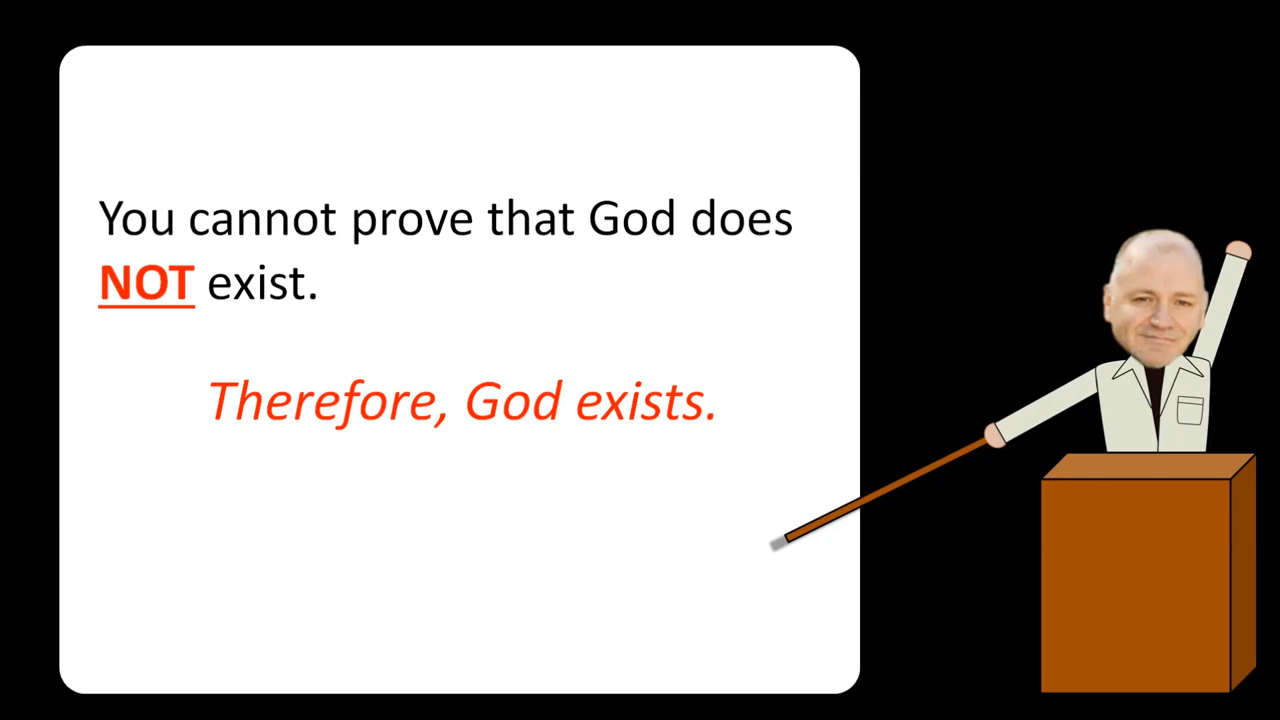 You cannot prove that God does
NOT exist.
Therefore, God exists.